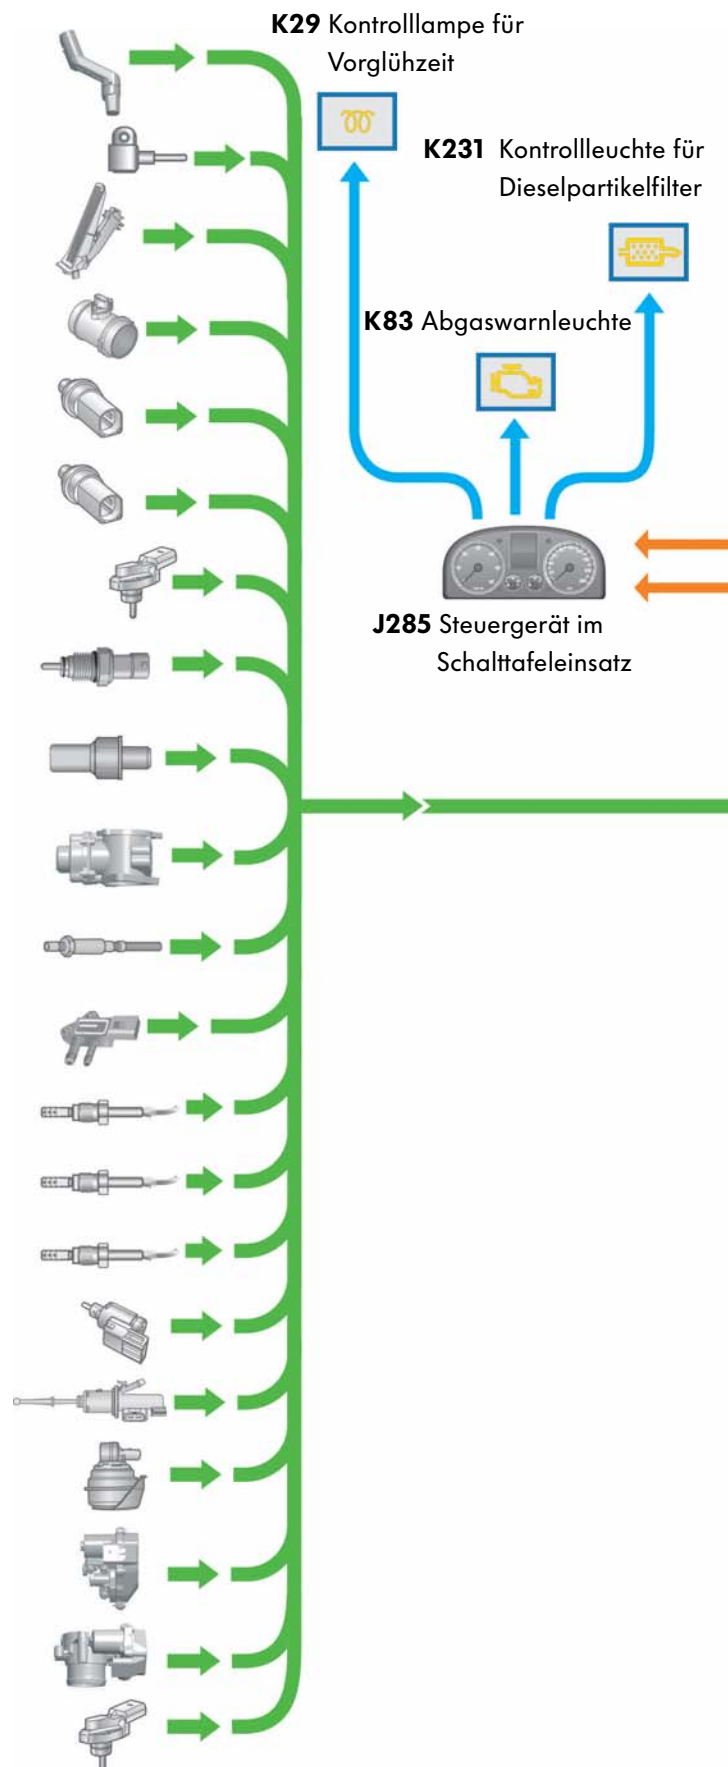 K29 Kontrolllampe für
Vorglühzeit
K231 Kontrollleuchte für
Dieselpartikelfilter
K83 Abgaswarnleuchte
J285 Steuergerät im
Schalttafeleinsatz